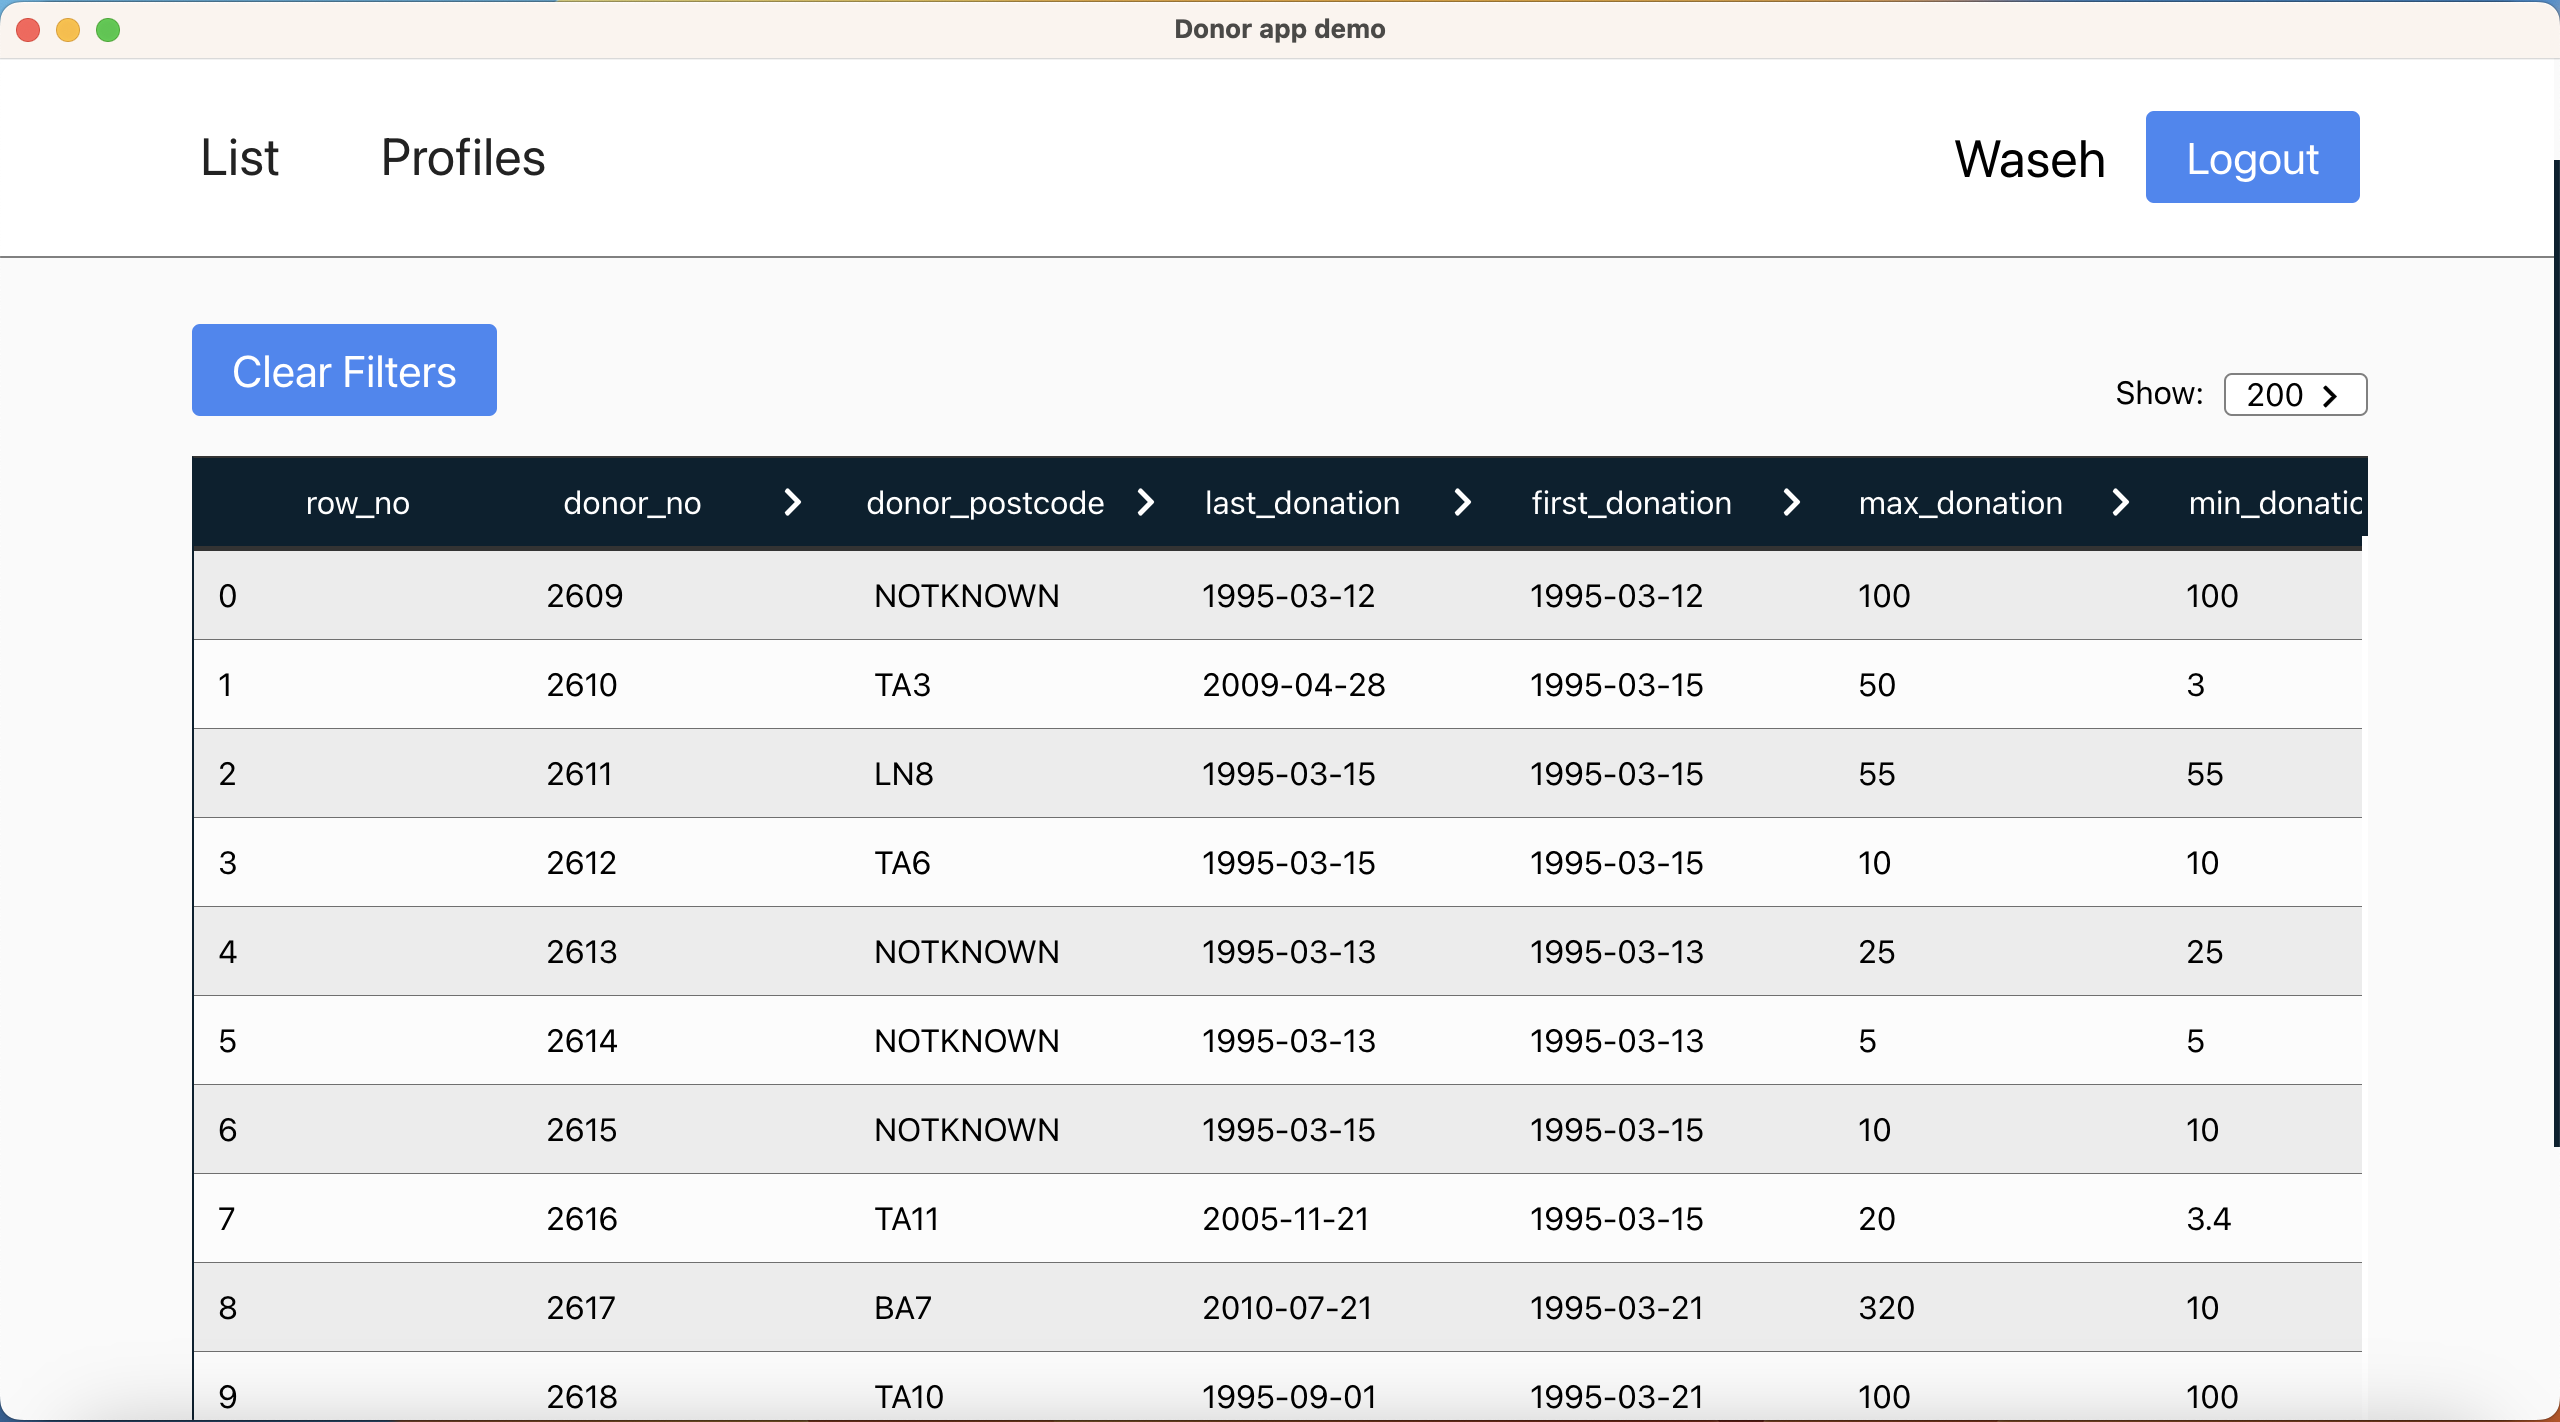 Donor app demo
List Profiles Waseh Logout
Clear Filters
Show: 200
row_no donor_no donor_postcode last_donation first_donation max_donation min_donatio
0 2609 NOTKNOWN 1995-03-12 1995-03-12 100 100
1 2610 TA3 2009-04-28 1995-03-15 50 3
2 2611 LN8 1995-03-15 1995-03-15 55 55
3 2612 TA6 1995-03-15 1995-03-15 10 10
4 2613 NOTKNOWN 1995-03-13 1995-03-13 25 25
5 2614 NOTKNOWN 1995-03-13 1995-03-13 5 5
6 2615 NOTKNOWN 1995-03-15 1995-03-15 10 10
7 2616 TA11 2005-11-21 1995-03-15 20 3.4
8 2617 BA7 2010-07-21 1995-03-21 320 10
9 2618 TA10 1995-09-01 1995-03-21 100 100